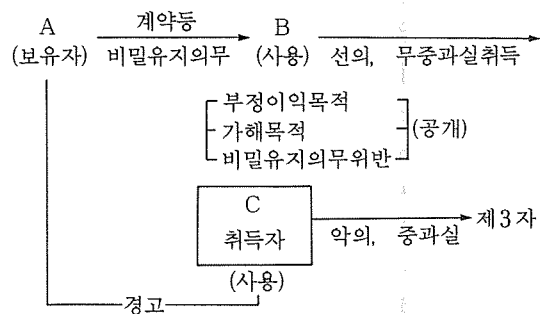 A 계약등 B
(보유자) 비밀유지의무 (사용) 선의, 무중과실취득
부정이익목적
가해목적 (공개)
비밀유지의무위반
C
취득자 악의, 중과실 제3자
(사용)
경고